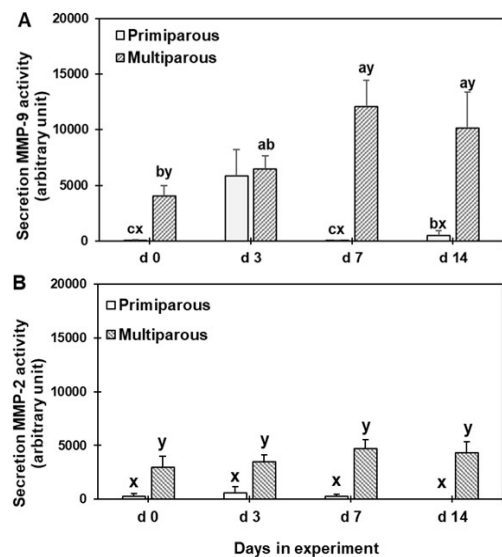 A
20000
Primiparous
Multiparous
15000
10000
5000
0
Secretion MMP-9 activity
(arbitrary unit)
cx
by
ab
cx
ay
bx
ay
d 0
d 3
d 7
d 14
B
20000
Primiparous
Multiparous
15000
10000
5000
0
Secretion MMP-2 activity
(arbitrary unit)
x
y
x
y
x
y
x
y
d 0
d 3
d 7
d 14
Days in experiment